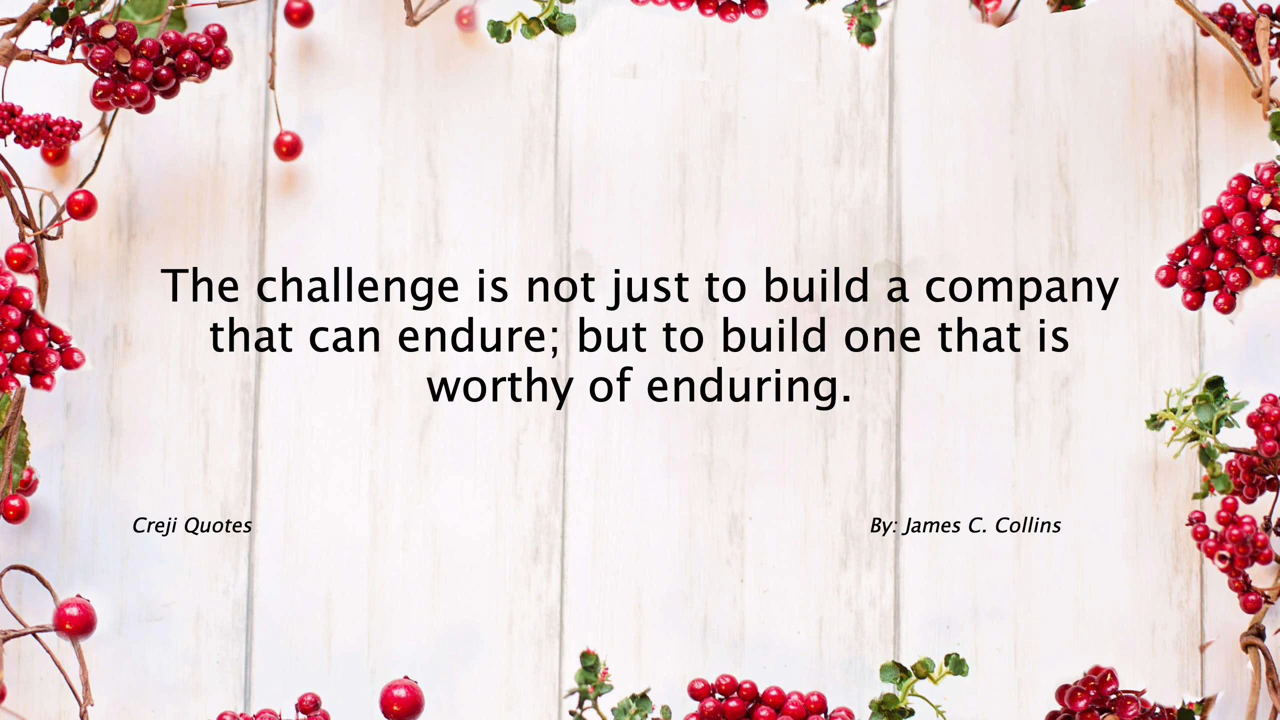 The challenge is not just to build a company
that can endure; but to build one that is
worthy of enduring.
Creji Quotes
By: James C. Collins